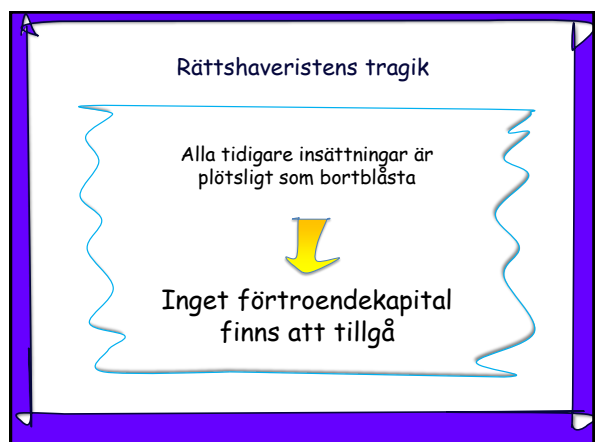 Rättshaveristens tragik
Alla tidigare insättningar är
plötsligt som bortblåsta
Inget förtroendekapital
finns att tillgå